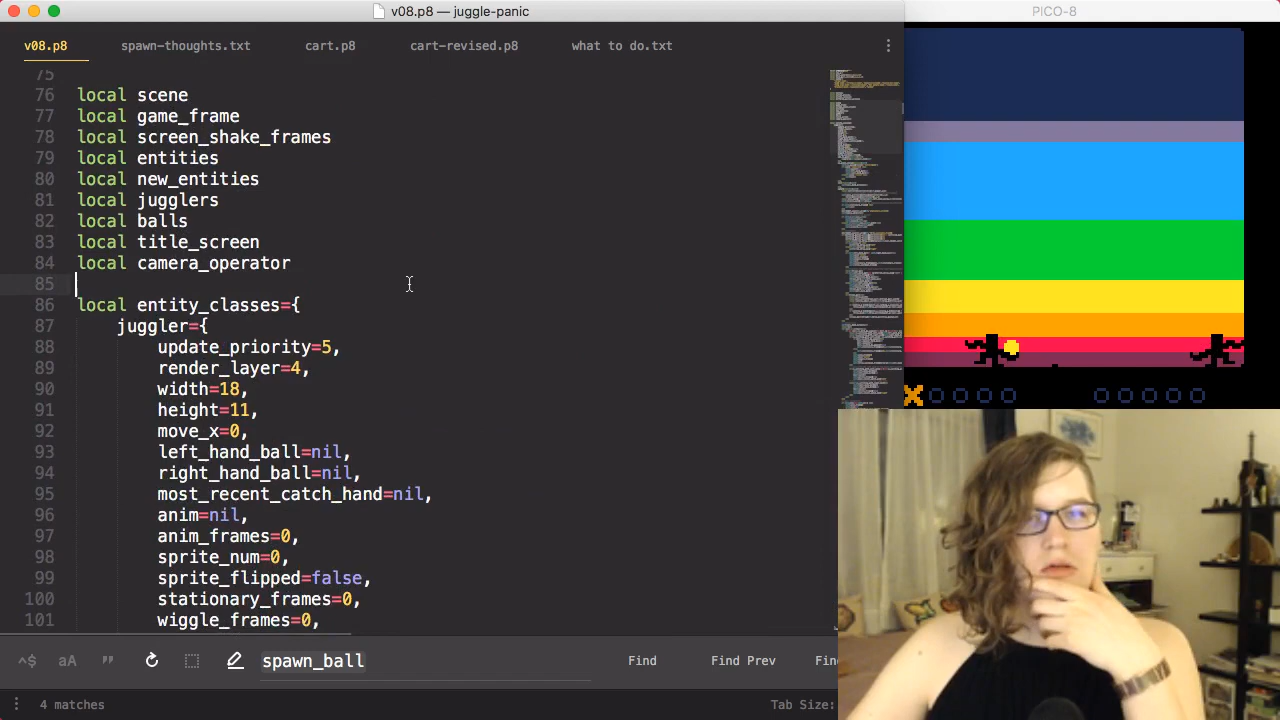 v08.p8 — juggle-panic
PICO-8
v08.p8 spawn-thoughts.txt cart.p8 cart-revised.p8 what to do.txt
75
76 local scene
77 local game_frame
78 local screen_shake_frames
79 local entities
80 local new_entities
81 local jugglers
82 local balls
83 local title_screen
84 local camera_operator
85
86 local entity_classes={
87 juggler={
88 update_priority=5,
89 render_layer=4,
90 width=18,
91 height=11,
92 move_x=0,
93 left_hand_ball=nil,
94 right_hand_ball=nil,
95 most_recent_catch_hand=nil,
96 anim=nil,
97 anim_frames=0,
98 sprite_num=0,
99 sprite_flipped=false,
100 stationary_frames=0,
101 wiggle_frames=0,
^$ aA " spawn_ball Find Find Prev Fin
4 matches Tab Size: